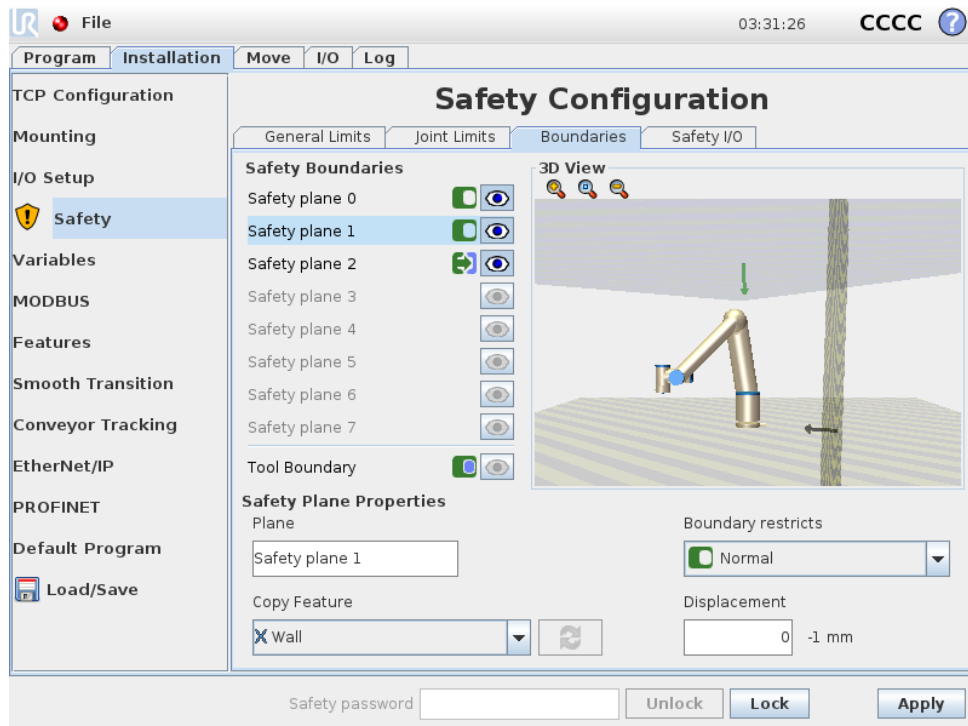 UR File 03:31:26 CCCC ?
Program Installation Move I/O Log
TCP Configuration
Mounting
I/O Setup
Safety
Variables
MODBUS
Features
Smooth Transition
Conveyor Tracking
EtherNet/IP
PROFINET
Default Program
Load/Save
Safety Configuration
General Limits Joint Limits Boundaries Safety I/O
Safety Boundaries
Safety plane 0
Safety plane 1
Safety plane 2
Safety plane 3
Safety plane 4
Safety plane 5
Safety plane 6
Safety plane 7
Tool Boundary
3D View
Safety Plane Properties
Plane
Safety plane 1
Boundary restricts
Normal
Copy Feature
Wall
Displacement
0 -1 mm
Safety password Unlock Lock Apply